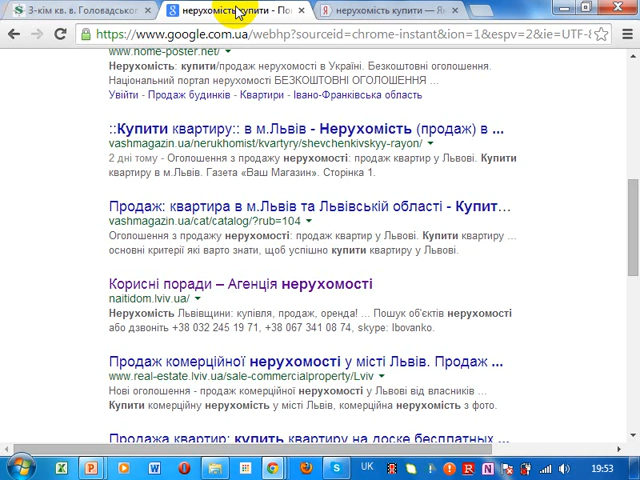 З-кім кв. в. Головадськог
нерухомість купити - По
нерухомість купити — Ян
https://www.google.com.ua/webhp?sourceid=chrome-instant&ion=1&espv=2&ie=UTF-8
www.home-poster.net/
Нерухомість: купити/продаж нерухомості в Україні. Безкоштовні оголошення.
Національний портал нерухомості БЕЗКОШТОВНІ ОГОЛОШЕННЯ ...
Увійти - Продаж будинків - Квартири - Івано-Франківська область
::Купити квартиру:: в м.Львів - Нерухомість (продаж) в ...
vashmagazin.ua/nerukhomist/kvartyry/shevchenkivskyy-rayon/
2 дні тому - Оголошення з продажу нерухомості: продаж квартир у Львові. Купити
квартиру в м.Львів. Газета «Ваш Магазин». Сторінка 1.
Продаж: квартира в м.Львів та Львівській області - Купит...
vashmagazin.ua/cat/catalog/?rub=104
Оголошення з продажу нерухомості: продаж квартир у Львові. Купити квартиру ...
основні критерії які варто знати, щоб успішно купити квартиру у Львові.
Корисні поради – Агенція нерухомості
naitidom.lviv.ua/
Нерухомість Львівщини: купівля, продаж, оренда! ... Пошук об'єктів нерухомості
або дзвоніть +38 032 245 19 71, +38 067 341 08 74, skype: lbovanko.
Продаж комерційної нерухомості у місті Львів. Продаж ...
www.real-estate.lviv.ua/sale-commercialproperty/Lviv
Нові оголошення - продаж комерційної нерухомості у Львові від власників ...
Купити комерційну нерухомість у місті Львів, комерційна нерухомість з фото.
Продажа квартир: купить квартиру на доске бесплатных
UK
19:53